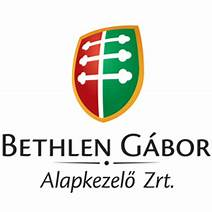 BETHLEN GÁBOR
Alapkezelő Zrt.